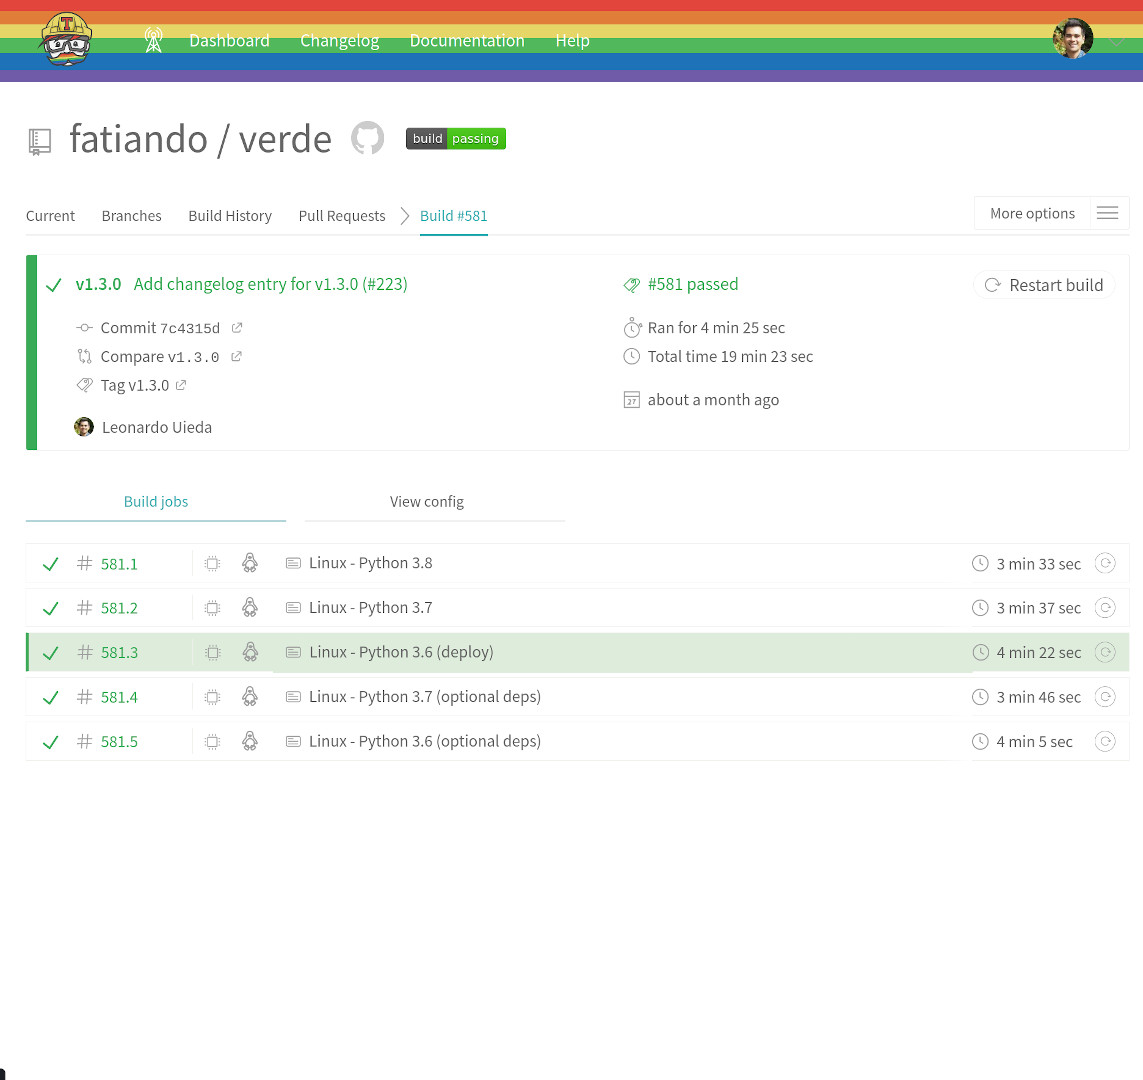 Dashboard Changelog Documentation Help
fatiando / verde build passing
Current Branches Build History Pull Requests Build #581 More options
v1.3.0 Add changelog entry for v1.3.0 (#223) #581 passed Restart build
Commit 7c4315d Ran for 4 min 25 sec
Compare v1.3.0 Total time 19 min 23 sec
Tag v1.3.0
about a month ago
Leonardo Uieda
Build jobs View config
# 581.1 Linux - Python 3.8 3 min 33 sec
# 581.2 Linux - Python 3.7 3 min 37 sec
# 581.3 Linux - Python 3.6 (deploy) 4 min 22 sec
# 581.4 Linux - Python 3.7 (optional deps) 3 min 46 sec
# 581.5 Linux - Python 3.6 (optional deps) 4 min 5 sec